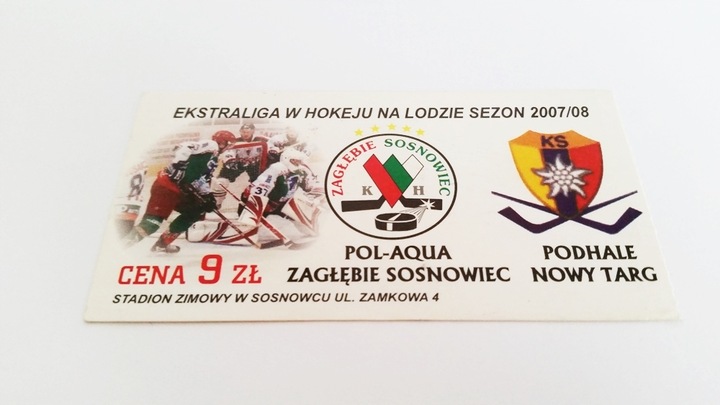 EKSTRALIGA W HOKEJU NA LODZIE SEZON 2007/08
ZAGŁĘBIE SOSNOWIEC
K H
KS
37
POL-AQUA
ZAGŁĘBIE SOSNOWIEC
PODHALE
NOWY TARG
CENA 9 ZŁ
STADION ZIMOWY W SOSNOWCU UL. ZAMKOWA 4